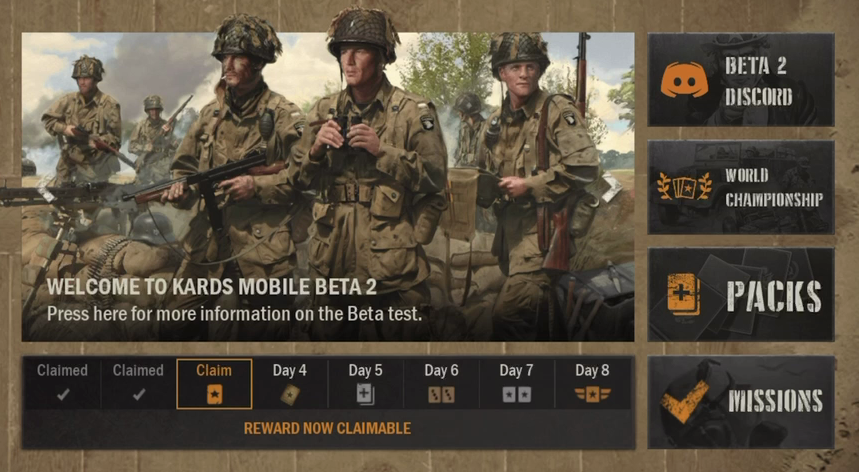 BETA 2
DISCORD
WORLD
CHAMPIONSHIP
WELCOME TO KARDS MOBILE BETA 2
Press here for more information on the Beta test.
PACKS
Claimed
Claimed
Claim
Day 4
Day 5
Day 6
Day 7
Day 8
REWARD NOW CLAIMABLE
MISSIONS